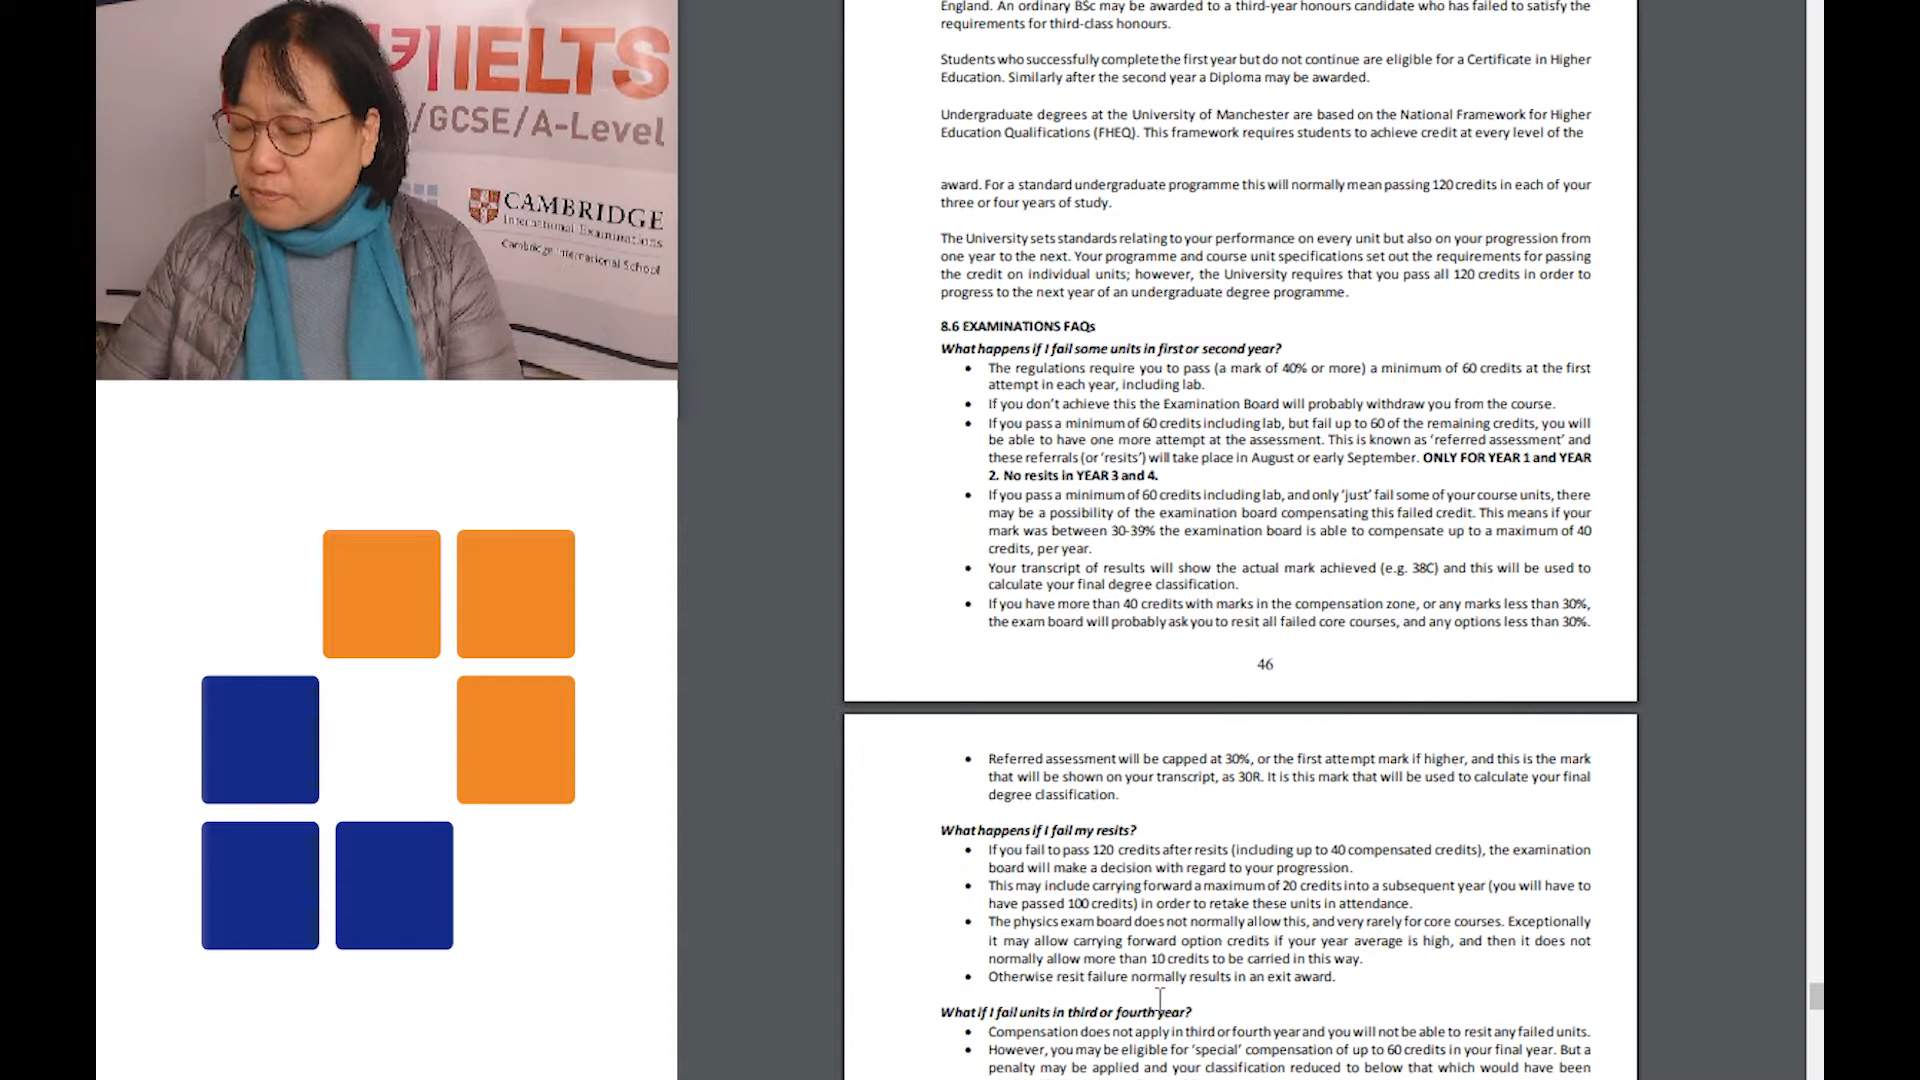 키 IELTS
/GCSE/A-Level
CAMBRIDGE
International Examinations
Cambridge International School
England. An ordinary BSc may be awarded to a third-year honours candidate who has failed to satisfy the
requirements for third-class honours.
Students who successfully complete the first year but do not continue are eligible for a Certificate in Higher
Education. Similarly after the second year a Diploma may be awarded.
Undergraduate degrees at the University of Manchester are based on the National Framework for Higher
Education Qualifications (FHEQ). This framework requires students to achieve credit at every level of the
award. For a standard undergraduate programme this will normally mean passing 120 credits in each of your
three or four years of study.
The University sets standards relating to your performance on every unit but also on your progression from
one year to the next. Your programme and course unit specifications set out the requirements for passing
the credit on individual units; however, the University requires that you pass all 120 credits in order to
progress to the next year of an undergraduate degree programme.
8.6 EXAMINATIONS FAQs
What happens if I fail some units in first or second year?
• The regulations require you to pass (a mark of 40% or more) a minimum of 60 credits at the first
attempt in each year, including lab.
• If you don’t achieve this the Examination Board will probably withdraw you from the course.
• If you pass a minimum of 60 credits including lab, but fail up to 60 of the remaining credits, you will
be able to have one more attempt at the assessment. This is known as ‘referred assessment’ and
these referrals (or ‘resits’) will take place in August or early September. ONLY FOR YEAR 1 and YEAR
2. No resits in YEAR 3 and 4.
• If you pass a minimum of 60 credits including lab, and only ‘just’ fail some of your course units, there
may be a possibility of the examination board compensating this failed credit. This means if your
mark was between 30-39% the examination board is able to compensate up to a maximum of 40
credits, per year.
• Your transcript of results will show the actual mark achieved (e.g. 38C) and this will be used to
calculate your final degree classification.
• If you have more than 40 credits with marks in the compensation zone, or any marks less than 30%,
the exam board will probably ask you to resit all failed core courses, and any options less than 30%.
46
• Referred assessment will be capped at 30%, or the first attempt mark if higher, and this is the mark
that will be shown on your transcript, as 30R. It is this mark that will be used to calculate your final
degree classification.
What happens if I fail my resits?
• If you fail to pass 120 credits after resits (including up to 40 compensated credits), the examination
board will make a decision with regard to your progression.
• This may include carrying forward a maximum of 20 credits into a subsequent year (you will have to
have passed 100 credits) in order to retake these units in attendance.
• The physics exam board does not normally allow this, and very rarely for core courses. Exceptionally
it may allow carrying forward option credits if your year average is high, and then it does not
normally allow more than 10 credits to be carried in this way.
• Otherwise resit failure normally results in an exit award.
What if I fail units in third or fourth year?
• Compensation does not apply in third or fourth year and you will not be able to resit any failed units.
• However, you may be eligible for ‘special’ compensation of up to 60 credits in your final year. But a
penalty may be applied and your classification reduced to below that which would have been